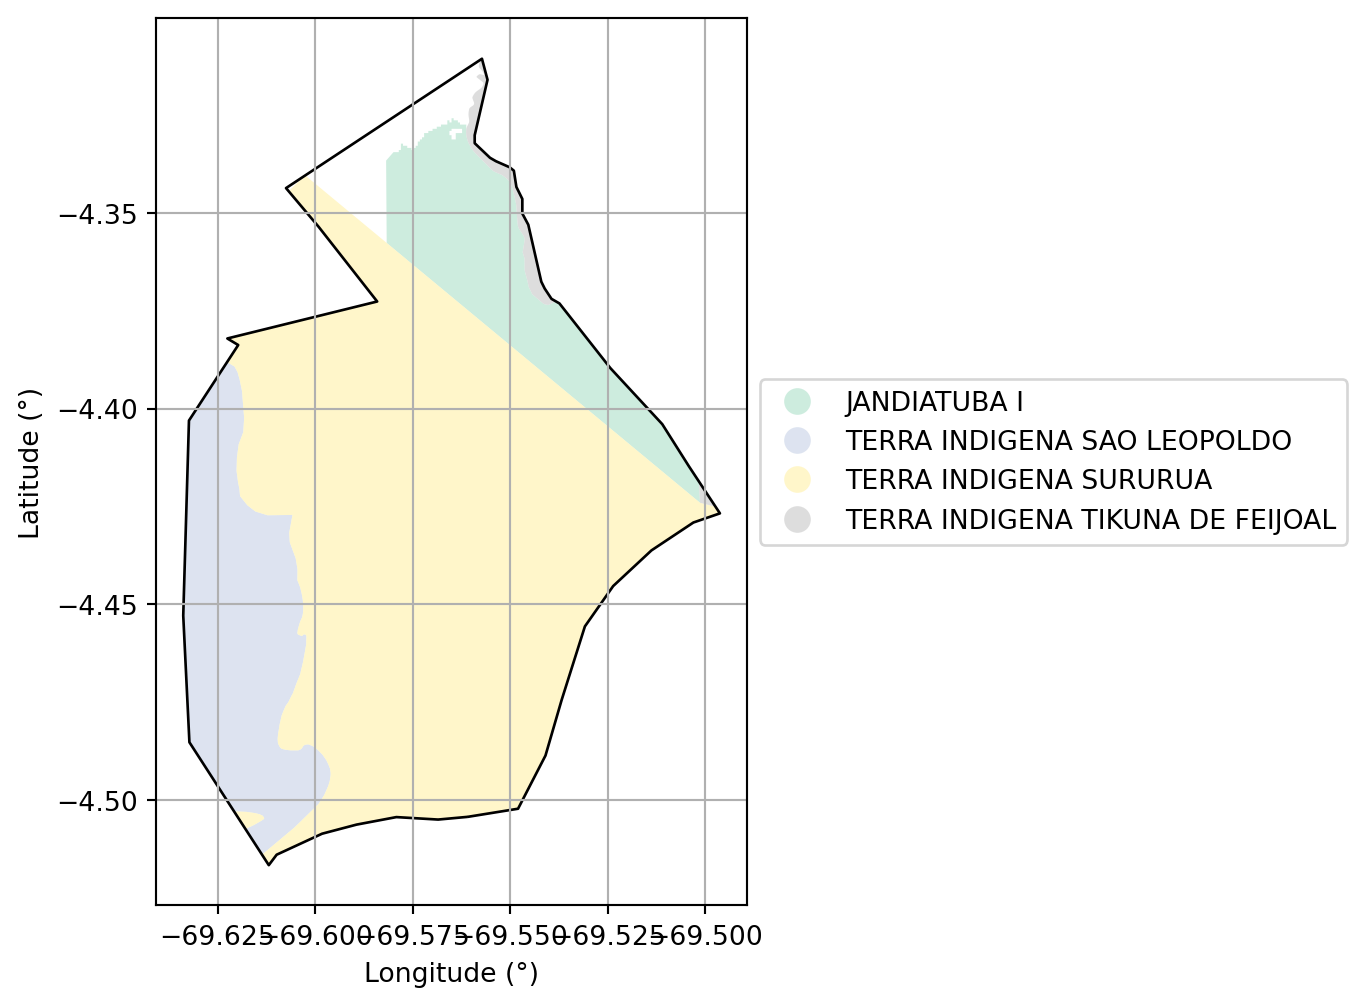 −4.35
−4.40
−4.45
−4.50
Latitude (°)
−69.625
−69.600
−69.575
−69.550
−69.525
−69.500
Longitude (°)
JANDIATUBA I
TERRA INDIGENA SAO LEOPOLDO
TERRA INDIGENA SURURUA
TERRA INDIGENA TIKUNA DE FEIJOAL